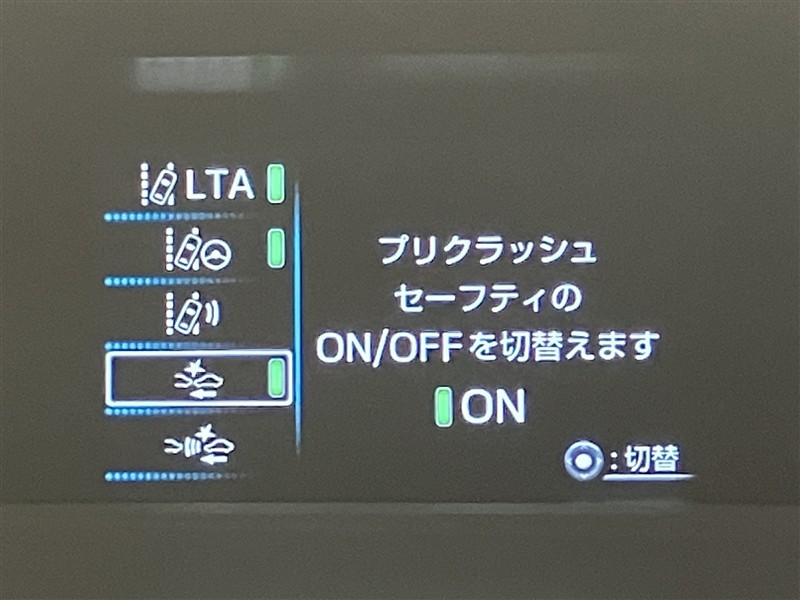 LTA
プリクラッシュ
セーフティの
ON/OFFを切替えます
ON
:切替